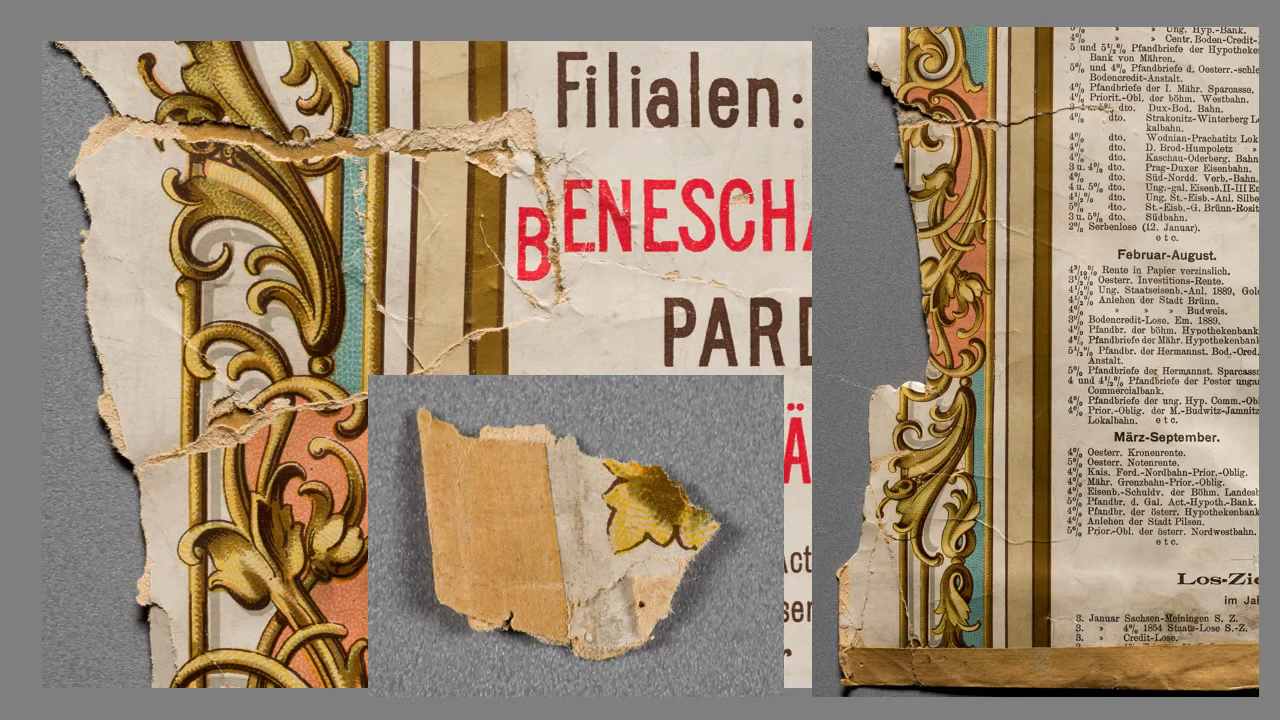 Filialen:
BENESCHA
PARD
Ä
Act
ser
r
5% » » Ung. Hyp.-Bank.
4% » » Centr. Boden-Credit-
5 und 5½% Pfandbriefe der Hypotheken
Bank von Mähren.
5% und 4% Pfandbriefe d. Oesterr.-schle
Bodencredit-Anstalt.
4% Pfandbriefe der I. Mähr. Sparcasse.
4% Priorit.-Obl. der böhm. Westbahn.
dto. Dux-Bod. Bahn.
4% dto. Strakonitz-Winterberg L
kalbahn.
4% dto. Wodnian-Prachatitz Lok
4% dto. D. Brod-Humpoletz »
4% dto. Kaschau-Oderberg. Bahn
3 u. 4% dto. Prag-Duxer Eisenbahn.
4% dto. Süd-Nordd. Verb.-Bahn.
4 u. 5% dto. Ung.-gal. Eisenb. II-III Em
4% dto. Ung. St.-Eisb.-Anl. Silbe
5% dto. St.-Eisb.-G. Brünn-Rosit
3 u. 5% dto. Südbahn.
2% Serbenlose (12. Januar),
etc.
Februar-August.
4²/₁₀% Rente in Papier verzinslich.
3½% Oesterr. Investitions-Rente.
4½% Ung. Staatseisenb.-Anl. 1889, Gol
4½% Anlehen der Stadt Brünn.
4% » » » Budweis.
3% Bodencredit-Lose. Em. 1889.
4% Pfandbr. der böhm. Hypothekenbank
4% Pfandbriefe der Mähr. Hypothekenbank
5½% Pfandbr. der Hermannst. Bod.-Cred.
Anstalt.
5% Pfandbriefe der Hermannst. Sparcass
4 und 4½% Pfandbriefe der Pester unga
Commercialbank.
4% Pfandbriefe der ung. Hyp. Comm.-Ob
4% Prior.-Oblig. der M.-Budwitz-Jamnitz
Lokalbahn. etc.
März-September.
4% Oesterr. Kronenrente.
5% Oesterr. Notenrente.
4% Kais. Ferd.-Nordbahn-Prior.-Oblig.
4% Mähr. Grenzbahn-Prior.-Oblig.
4% Eisenb.-Schuldv. der Böhm. Landesb
5% Pfandbr. d. Gal. Act.-Hypoth.-Bank.
4% Pfandbr. der österr. Hypothekenbank
4% Anlehen der Stadt Pilsen.
5% Prior.-Obl. der österr. Nordwestbahn.
etc.
Los-Zie
im Ja
3. Januar Sachsen-Meiningen S. Z.
3. » 4% 1854 Staats-Lose S.-Z.
3. » Credit-Lose.